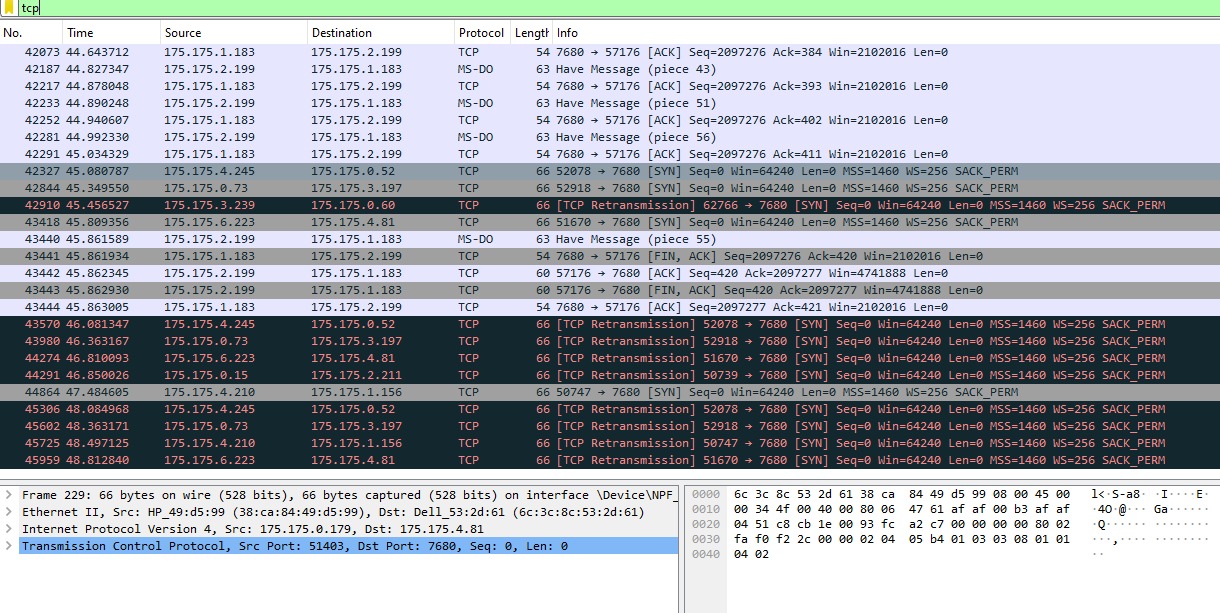 tcp
No. Time Source Destination Protocol Length Info
42073 44.643712 175.175.1.183 175.175.2.199 TCP 54 7680 → 57176 [ACK] Seq=2097276 Ack=384 Win=2102016 Len=0
42187 44.827347 175.175.2.199 175.175.1.183 MS-DO 63 Have Message (piece 43)
42217 44.878048 175.175.1.183 175.175.2.199 TCP 54 7680 → 57176 [ACK] Seq=2097276 Ack=393 Win=2102016 Len=0
42233 44.890248 175.175.2.199 175.175.1.183 MS-DO 63 Have Message (piece 51)
42252 44.940607 175.175.1.183 175.175.2.199 TCP 54 7680 → 57176 [ACK] Seq=2097276 Ack=402 Win=2102016 Len=0
42281 44.992330 175.175.2.199 175.175.1.183 MS-DO 63 Have Message (piece 56)
42291 45.034329 175.175.1.183 175.175.2.199 TCP 54 7680 → 57176 [ACK] Seq=2097276 Ack=411 Win=2102016 Len=0
42327 45.080787 175.175.4.245 175.175.0.52 TCP 66 52078 → 7680 [SYN] Seq=0 Win=64240 Len=0 MSS=1460 WS=256 SACK_PERM
42844 45.349550 175.175.0.73 175.175.3.197 TCP 66 52918 → 7680 [SYN] Seq=0 Win=64240 Len=0 MSS=1460 WS=256 SACK_PERM
42910 45.456527 175.175.3.239 175.175.0.60 TCP 66 [TCP Retransmission] 62766 → 7680 [SYN] Seq=0 Win=64240 Len=0 MSS=1460 WS=256 SACK_PERM
43418 45.809356 175.175.6.223 175.175.4.81 TCP 66 51670 → 7680 [SYN] Seq=0 Win=64240 Len=0 MSS=1460 WS=256 SACK_PERM
43440 45.861589 175.175.2.199 175.175.1.183 MS-DO 63 Have Message (piece 55)
43441 45.861934 175.175.1.183 175.175.2.199 TCP 54 7680 → 57176 [FIN, ACK] Seq=2097276 Ack=420 Win=2102016 Len=0
43442 45.862345 175.175.2.199 175.175.1.183 TCP 60 57176 → 7680 [ACK] Seq=420 Ack=2097277 Win=4741888 Len=0
43443 45.862930 175.175.2.199 175.175.1.183 TCP 60 57176 → 7680 [FIN, ACK] Seq=420 Ack=2097277 Win=4741888 Len=0
43444 45.863005 175.175.1.183 175.175.2.199 TCP 54 7680 → 57176 [ACK] Seq=2097277 Ack=421 Win=2102016 Len=0
43570 46.081347 175.175.4.245 175.175.0.52 TCP 66 [TCP Retransmission] 52078 → 7680 [SYN] Seq=0 Win=64240 Len=0 MSS=1460 WS=256 SACK_PERM
43980 46.363167 175.175.0.73 175.175.3.197 TCP 66 [TCP Retransmission] 52918 → 7680 [SYN] Seq=0 Win=64240 Len=0 MSS=1460 WS=256 SACK_PERM
44274 46.810093 175.175.6.223 175.175.4.81 TCP 66 [TCP Retransmission] 51670 → 7680 [SYN] Seq=0 Win=64240 Len=0 MSS=1460 WS=256 SACK_PERM
44291 46.850026 175.175.0.15 175.175.2.211 TCP 66 [TCP Retransmission] 50739 → 7680 [SYN] Seq=0 Win=64240 Len=0 MSS=1460 WS=256 SACK_PERM
44864 47.484605 175.175.4.210 175.175.1.156 TCP 66 50747 → 7680 [SYN] Seq=0 Win=64240 Len=0 MSS=1460 WS=256 SACK_PERM
45306 48.084968 175.175.4.245 175.175.0.52 TCP 66 [TCP Retransmission] 52078 → 7680 [SYN] Seq=0 Win=64240 Len=0 MSS=1460 WS=256 SACK_PERM
45602 48.363171 175.175.0.73 175.175.3.197 TCP 66 [TCP Retransmission] 52918 → 7680 [SYN] Seq=0 Win=64240 Len=0 MSS=1460 WS=256 SACK_PERM
45725 48.497125 175.175.4.210 175.175.1.156 TCP 66 [TCP Retransmission] 50747 → 7680 [SYN] Seq=0 Win=64240 Len=0 MSS=1460 WS=256 SACK_PERM
45959 48.812840 175.175.6.223 175.175.4.81 TCP 66 [TCP Retransmission] 51670 → 7680 [SYN] Seq=0 Win=64240 Len=0 MSS=1460 WS=256 SACK_PERM
Frame 229: 66 bytes on wire (528 bits), 66 bytes captured (528 bits) on interface \Device\NPF_
Ethernet II, Src: HP_49:d5:99 (38:ca:84:49:d5:99), Dst: Dell_53:2d:61 (6c:3c:8c:53:2d:61)
Internet Protocol Version 4, Src: 175.175.0.179, Dst: 175.175.4.81
Transmission Control Protocol, Src Port: 51403, Dst Port: 7680, Seq: 0, Len: 0
0000 6c 3c 8c 53 2d 61 38 ca 84 49 d5 99 08 00 45 00 l<·S-a8· ·I····E·
0010 00 34 4f 00 40 00 80 06 47 61 af af 00 b3 af af ·4O·@··· Ga······
0020 04 51 c8 cb 1e 00 93 fc a2 c7 00 00 00 00 80 02 ·Q······ ········
0030 fa f0 f2 2c 00 00 02 04 05 b4 01 03 03 08 01 01 ···,···· ········
0040 04 02 ··